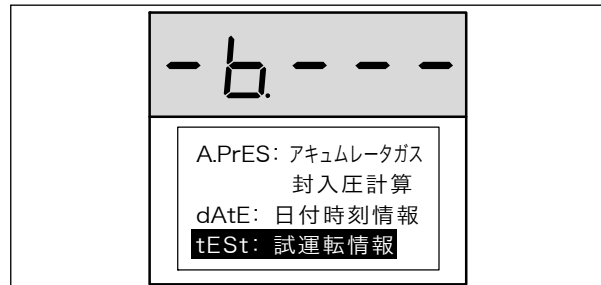 -b.---
A.PrES: アキュムレータガス
封入圧計算
dAtE: 日付時刻情報
tESt: 試運転情報